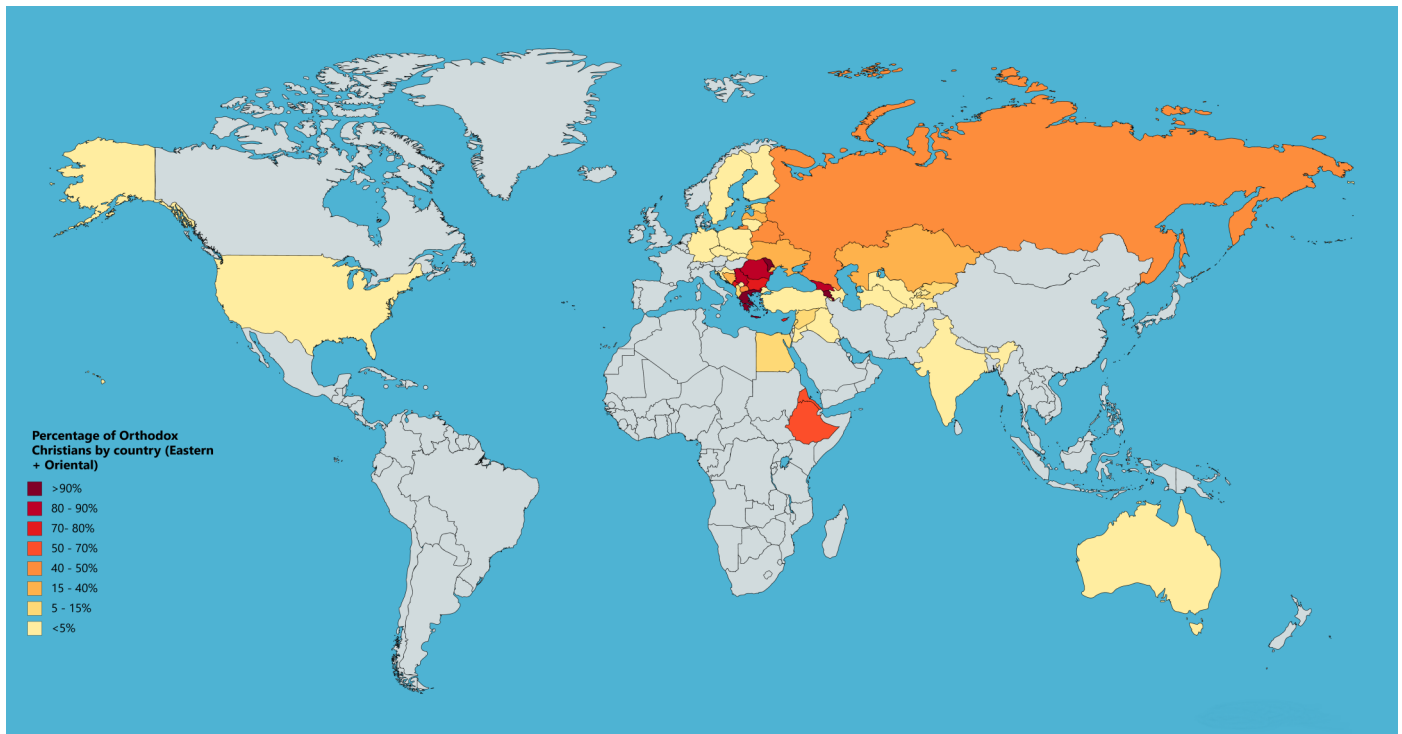 Percentage of Orthodox
Christians by country (Eastern
+ Oriental)
>90%
80 - 90%
70- 80%
50 - 70%
40 - 50%
15 - 40%
5 - 15%
<5%